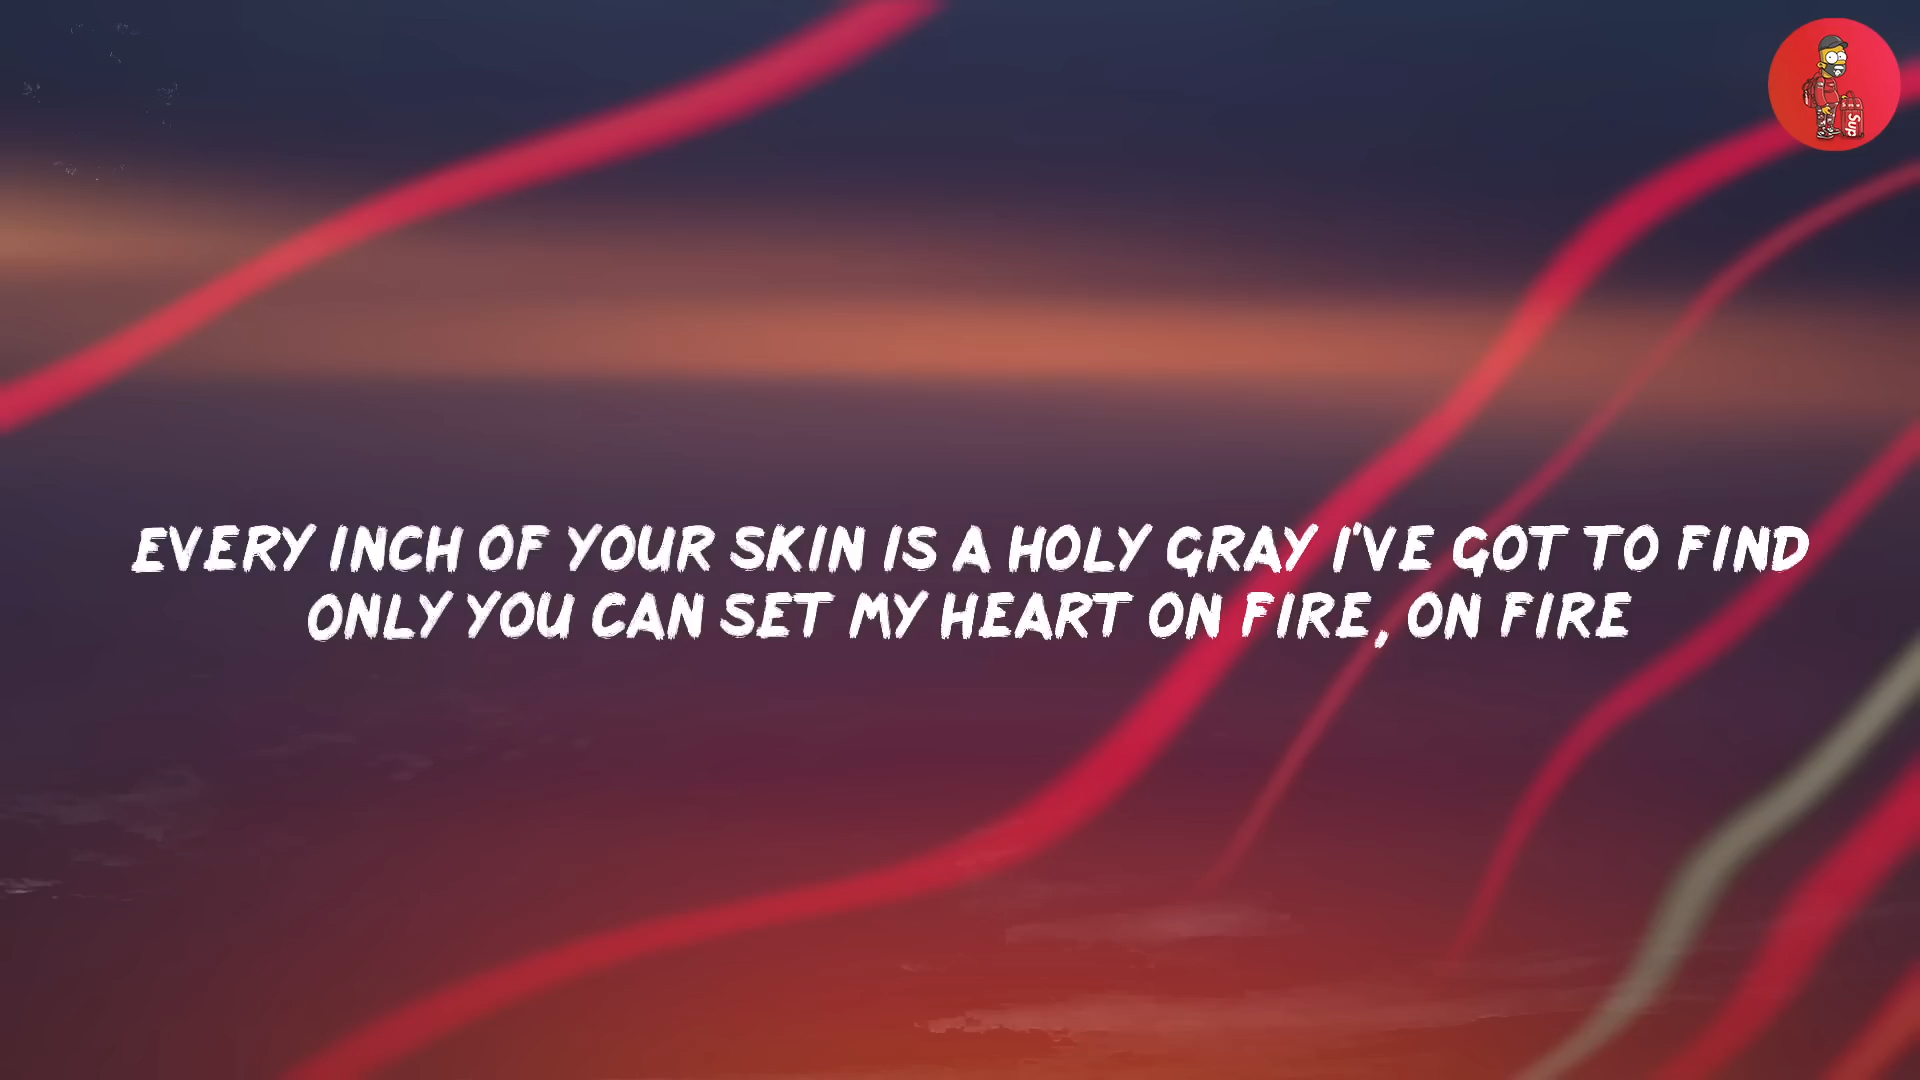 EVERY INCH OF YOUR SKIN IS A HOLY GRAY I'VE GOT TO FIND
ONLY YOU CAN SET MY HEART ON FIRE, ON FIRE
Sup